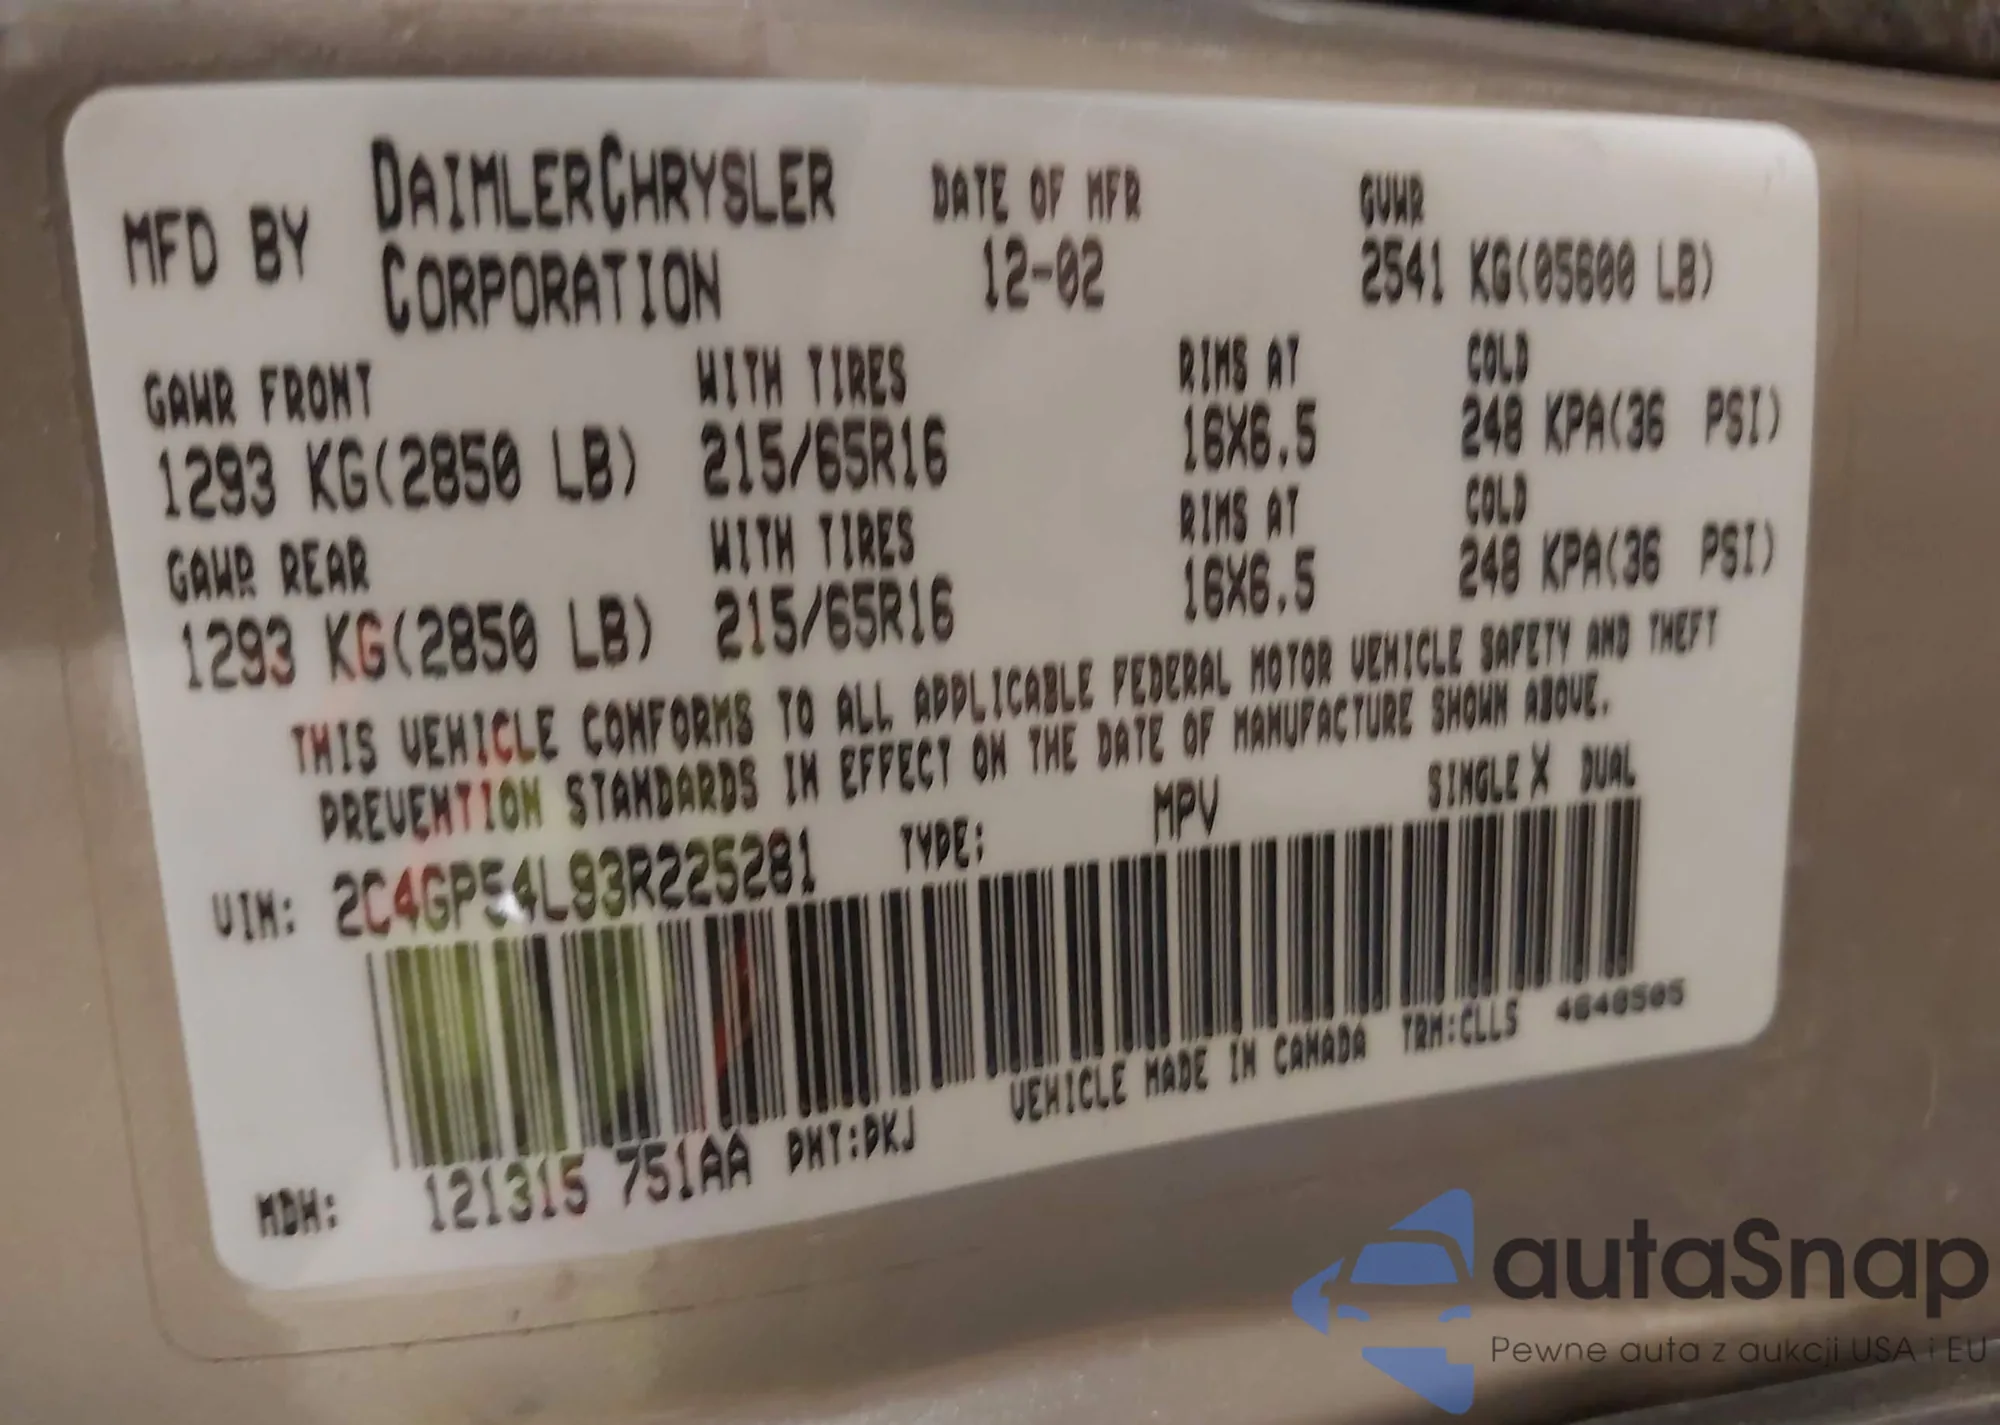 MFD BY DAIMLERCHRYSLER CORPORATION
DATE OF MFR
12-02
GVWR
2541 KG(05600 LB)
GAWR FRONT WITH TIRES RIMS AT COLD
1293 KG(2850 LB) 215/65R16 16X6.5 248 KPA(36 PSI)
GAWR REAR WITH TIRES RIMS AT COLD
1293 KG(2850 LB) 215/65R16 16X6.5 248 KPA(36 PSI)
THIS VEHICLE CONFORMS TO ALL APPLICABLE FEDERAL MOTOR VEHICLE SAFETY AND THEFT
PREVENTION STANDARDS IN EFFECT ON THE DATE OF MANUFACTURE SHOWN ABOVE.
VIN: 2C4GP54L93R225281 TYPE: MPV SINGLE X DUAL
VEHICLE MADE IN CANADA TRM:CLLS 4648505
MDH: 121315 751AA PNT:PKJ
autaSnap
Pewne auta z aukcji USA i EU